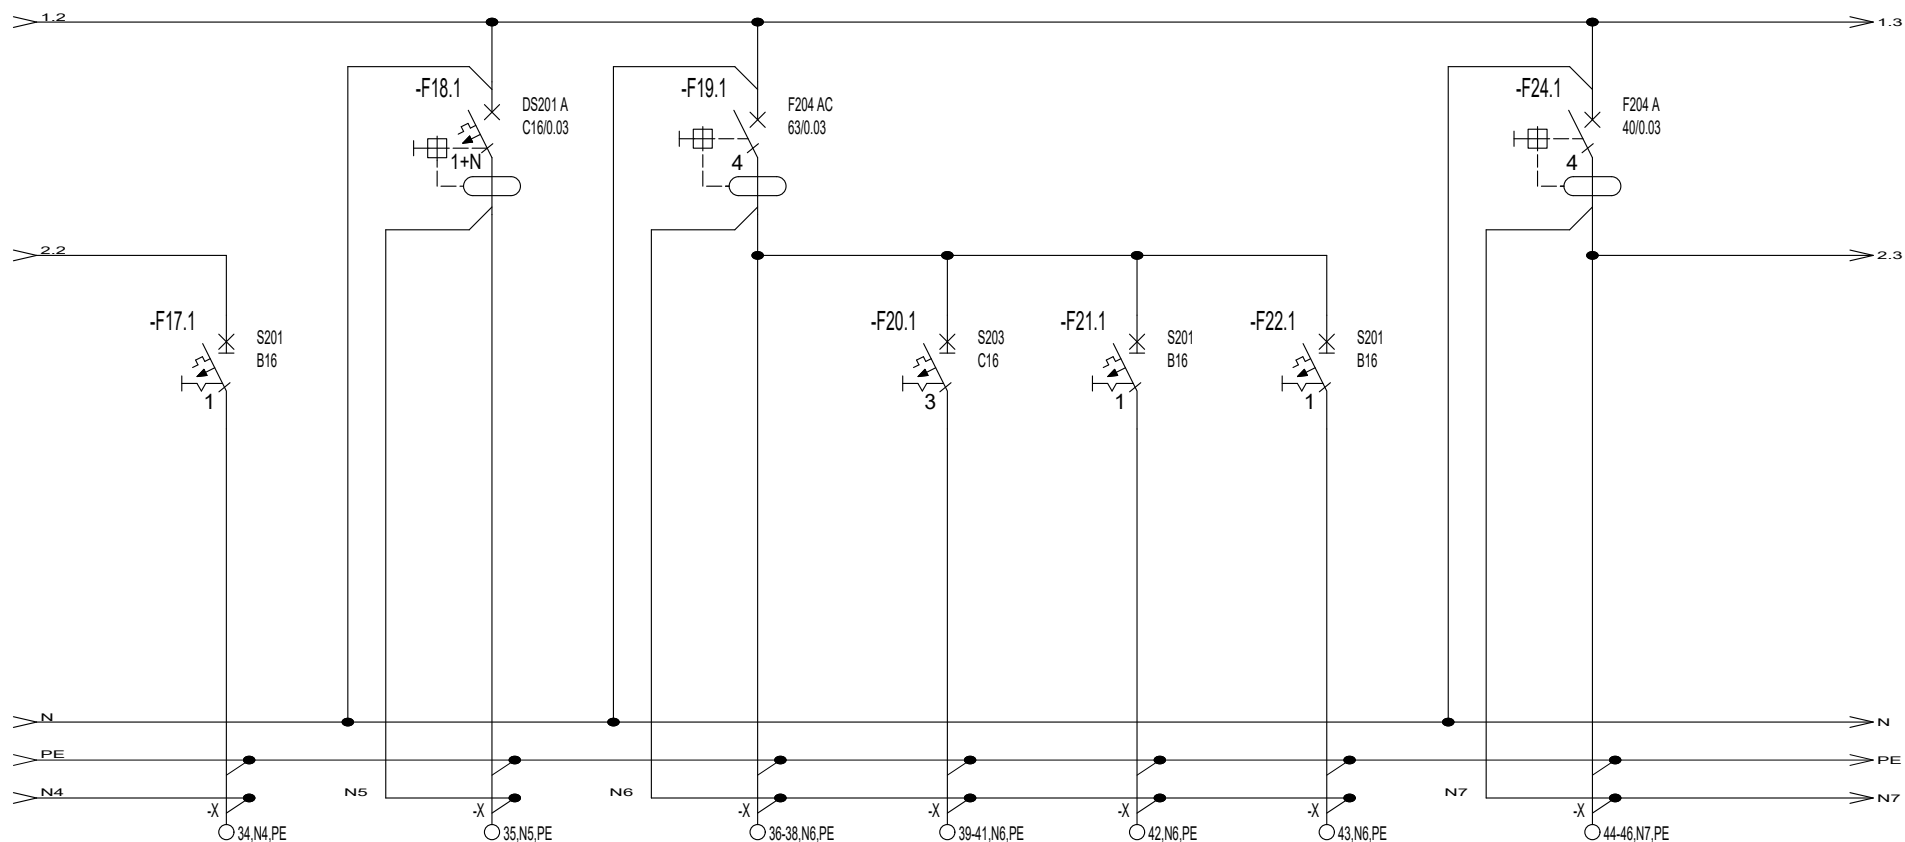 1.2
1.3
-F18.1
DS201 A
C16/0.03
1+N
-F19.1
F204 AC
63/0.03
4
-F24.1
F204 A
40/0.03
4
2.2
2.3
-F17.1
S201
B16
1
-F20.1
S203
C16
3
-F21.1
S201
B16
1
-F22.1
S201
B16
1
N
N
PE
PE
N4
N5
N6
N7
N7
-X
-X
-X
-X
-X
-X
-X
34,N4,PE
35,N5,PE
36-38,N6,PE
39-41,N6,PE
42,N6,PE
43,N6,PE
44-46,N7,PE